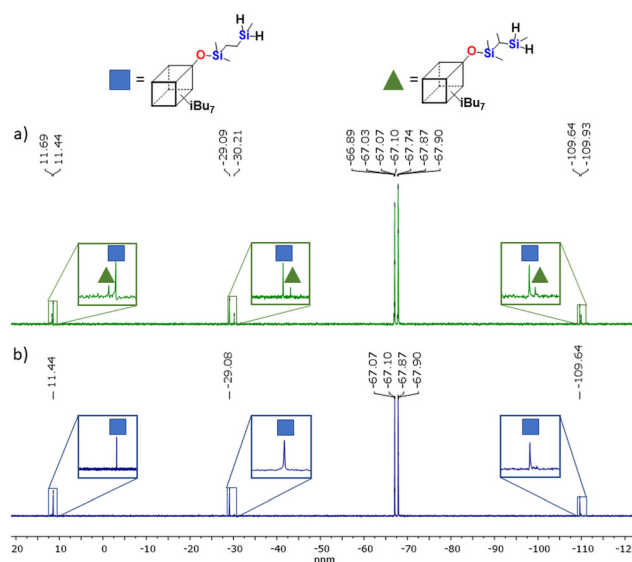 H
Si
H
O
Si
=
iBu7
H
Si
H
O
Si
=
iBu7
a)
11.69
11.44
-29.09
-30.21
-66.89
-67.03
-67.07
-67.10
-67.74
-67.87
-67.90
-109.64
-109.93
b)
11.44
-29.08
-67.07
-67.10
-67.87
-67.90
-109.64
20 10 0 -10 -20 -30 -40 -50 -60 -70 -80 -90 -100 -110 -120
ppm